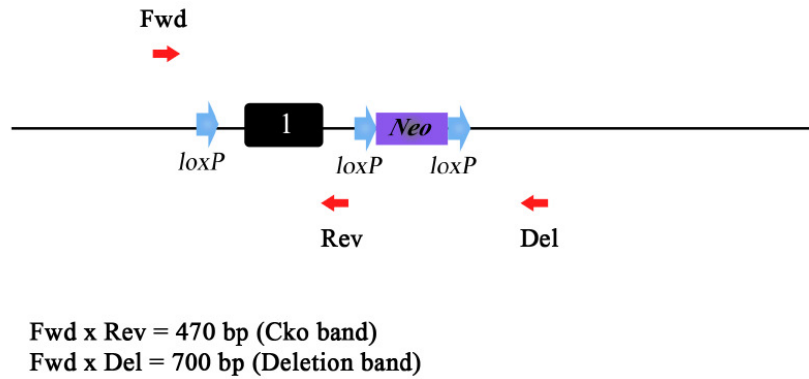 Fwd
1
Neo
loxP
loxP
loxP
Rev
Del
Fwd x Rev = 470 bp (Cko band)
Fwd x Del = 700 bp (Deletion band)